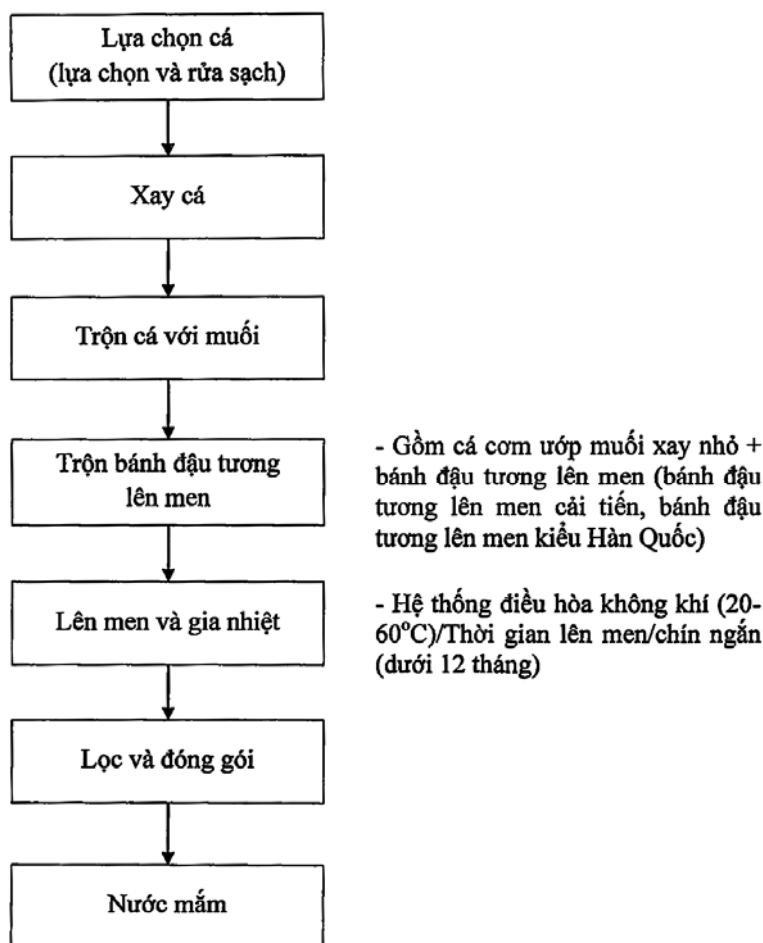 Lựa chọn cá
(lựa chọn và rửa sạch)
Xay cá
Trộn cá với muối
Trộn bánh đậu tương
lên men
- Gồm cá cơm ướp muối xay nhỏ +
bánh đậu tương lên men (bánh đậu
tương lên men cải tiến, bánh đậu
tương lên men kiểu Hàn Quốc)
Lên men và gia nhiệt
- Hệ thống điều hòa không khí (20-
60°C)/Thời gian lên men/chín ngắn
(dưới 12 tháng)
Lọc và đóng gói
Nước mắm